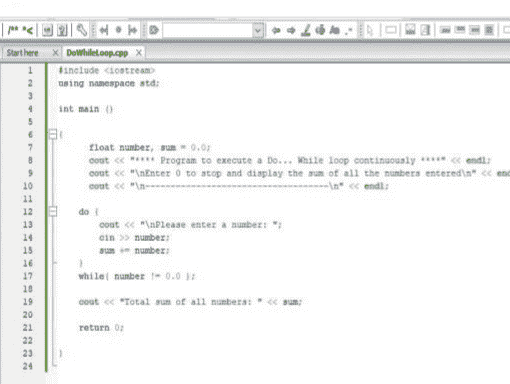 Start here × DoWhileLoop.cpp ×
1 #include <iostream>
2 using namespace std;
3
4 int main ()
5
6 {
7 float number, sum = 0.0;
8 cout << "**** Program to execute a Do... While loop continuously ****" << endl;
9 cout << "\nEnter 0 to stop and display the sum of all the numbers entered\n" << end
10 cout << "\n-----------------------------------\n" << endl;
11
12 do {
13 cout << "\nPlease enter a number: ";
14 cin >> number;
15 sum += number;
16 }
17 while( number != 0.0 );
18
19 cout << "Total sum of all numbers: " << sum;
20
21 return 0;
22
23 }
24